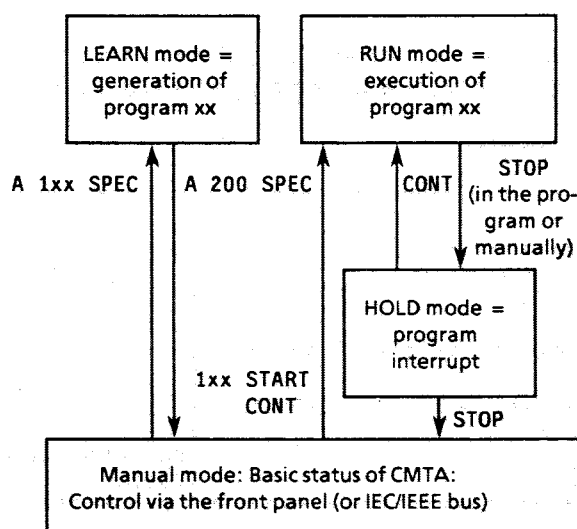 LEARN mode =
generation of
program xx
RUN mode =
execution of
program xx
A 1xx SPEC
A 200 SPEC
CONT
STOP
(in the pro-
gram or
manually)
HOLD mode =
program
interrupt
1xx START
CONT
STOP
Manual mode: Basic status of CMTA:
Control via the front panel (or IEC/IEEE bus)